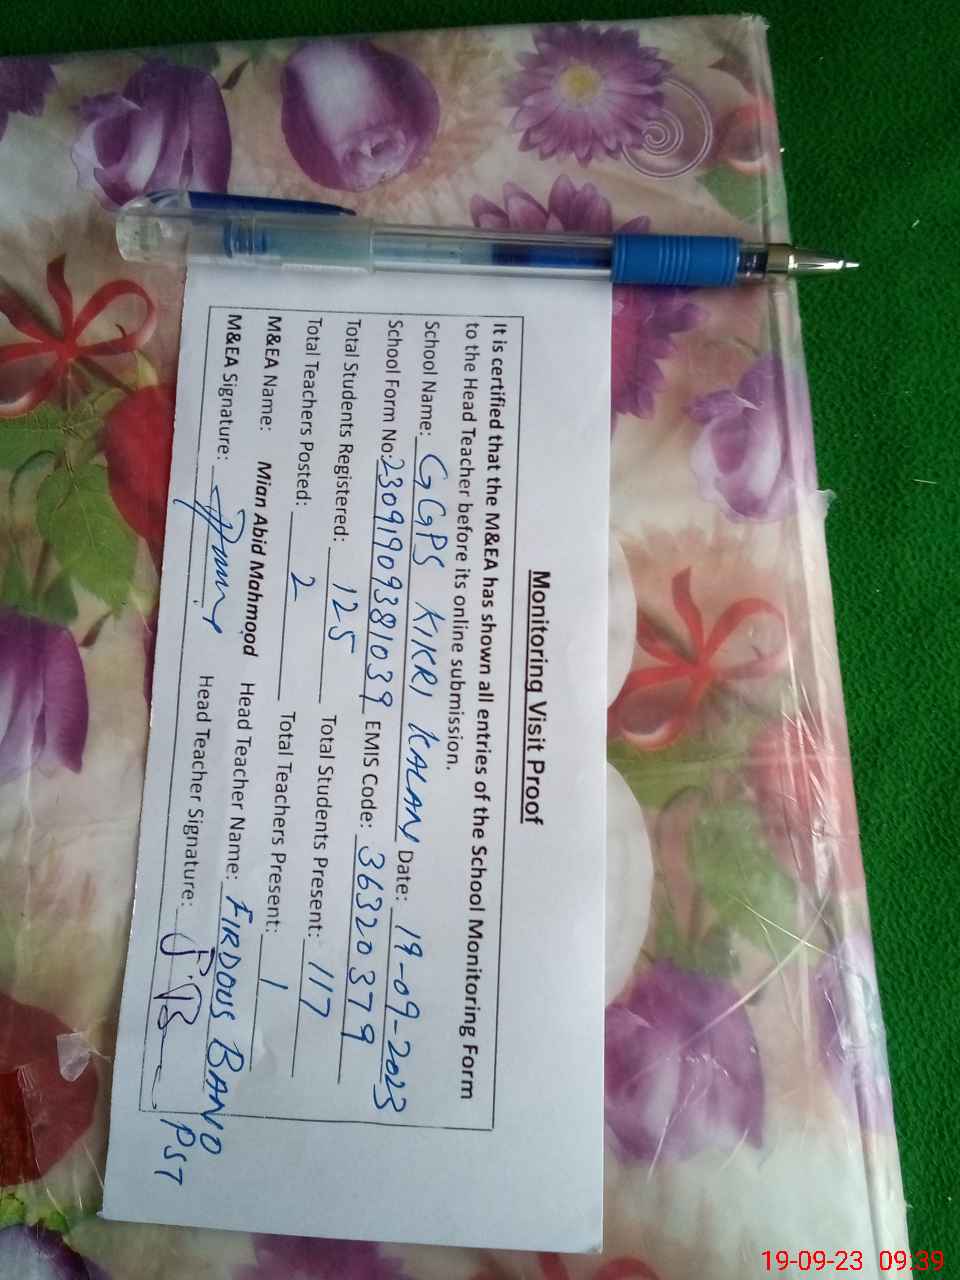 Monitoring Visit Proof
It is certified that the M&EA has shown all entries of the School Monitoring Form
to the Head Teacher before its online submission.
School Name: GGPS KIKRI KALAN Date: 19-09-2023
School Form No: 23091909381039 EMIS Code: 36320379
Total Students Registered: 125 Total Students Present: 117
Total Teachers Posted: 2 Total Teachers Present: 1
M&EA Name: Mian Abid Mahmood Head Teacher Name: FIRDOUS BANO
M&EA Signature: Head Teacher Signature: F.B PST
19-09-23 09:39